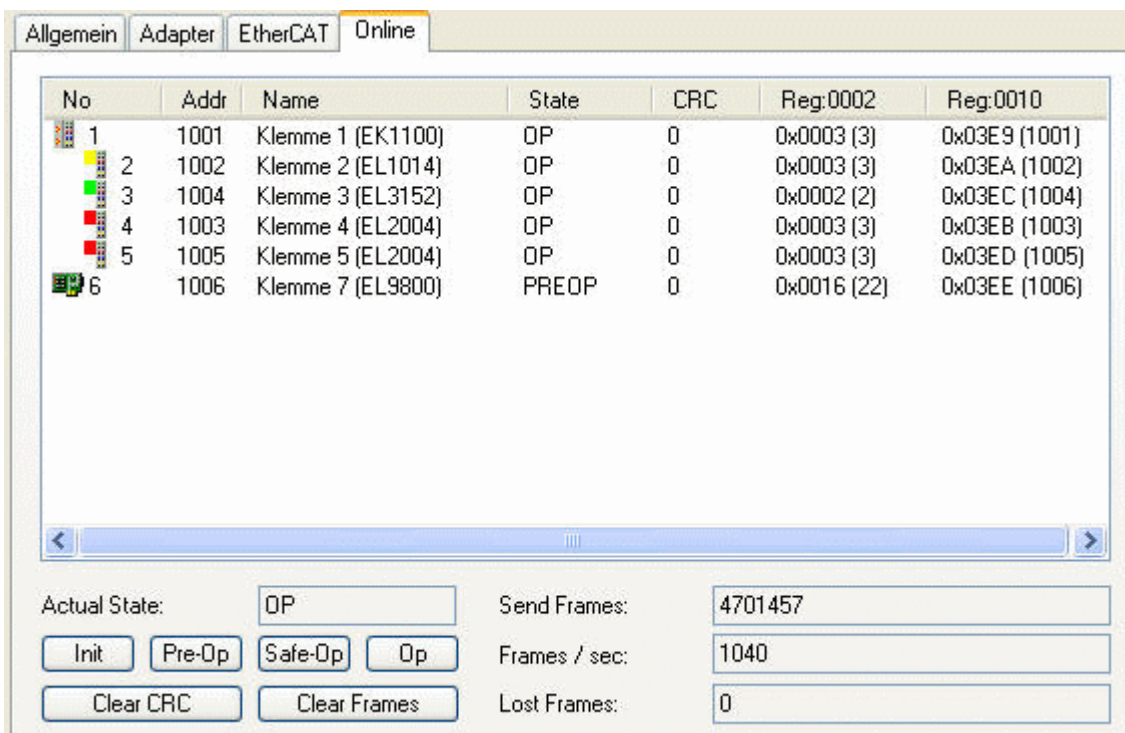 Allgemein Adapter EtherCAT Online
No Addr Name State CRC Reg:0002 Reg:0010
1 1001 Klemme 1 (EK1100) OP 0 0x0003 (3) 0x03E9 (1001)
2 1002 Klemme 2 (EL1014) OP 0 0x0003 (3) 0x03EA (1002)
3 1004 Klemme 3 (EL3152) OP 0 0x0002 (2) 0x03EC (1004)
4 1003 Klemme 4 (EL2004) OP 0 0x0003 (3) 0x03EB (1003)
5 1005 Klemme 5 (EL2004) OP 0 0x0003 (3) 0x03ED (1005)
6 1006 Klemme 7 (EL9800) PREOP 0 0x0016 (22) 0x03EE (1006)
Actual State: OP Send Frames: 4701457
Init Pre-Op Safe-Op Op Frames / sec: 1040
Clear CRC Clear Frames Lost Frames: 0